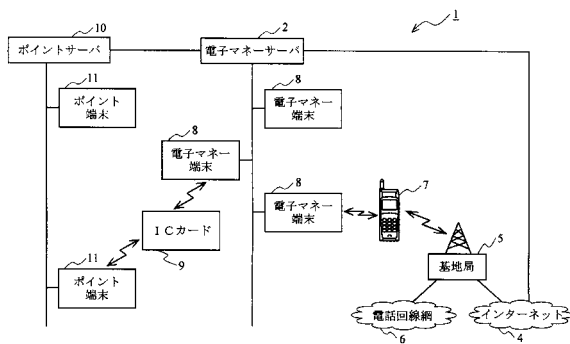 1
10
ポイントサーバ
2
電子マネーサーバ
11
ポイント
端末
8
電子マネー
端末
8
電子マネー
端末
8
電子マネー
端末
7
ICカード
9
5
基地局
11
ポイント
端末
電話回線網
6
インターネット
4